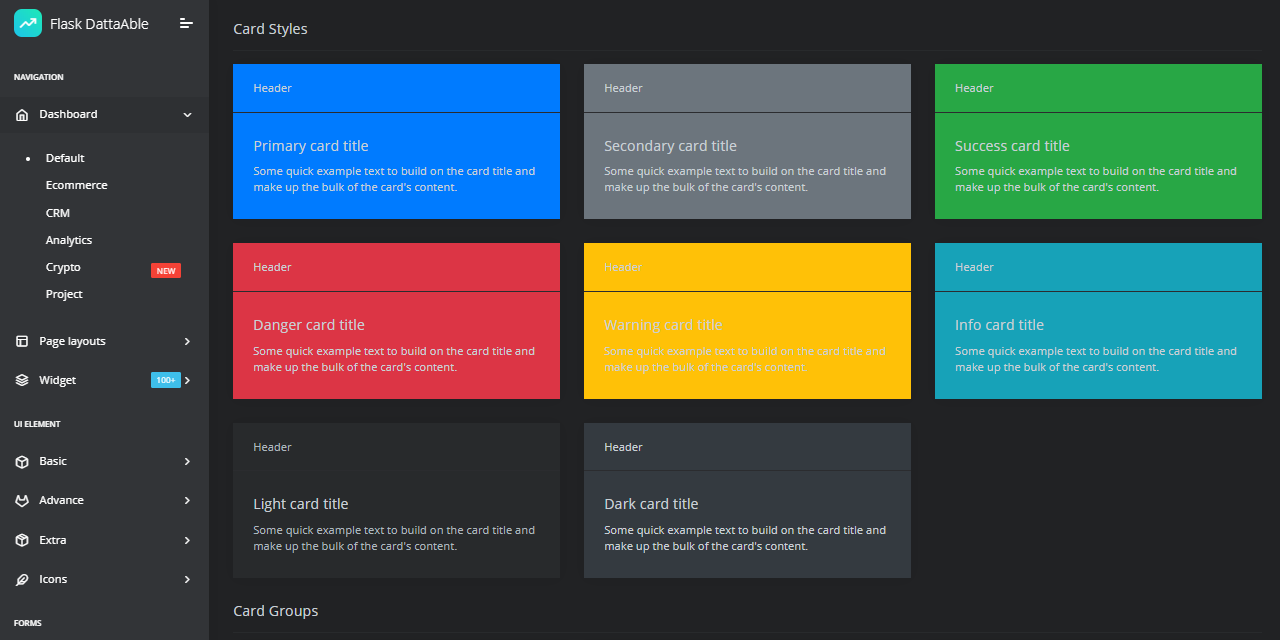 Flask DattaAble
NAVIGATION
Dashboard
Default
Ecommerce
CRM
Analytics
Crypto NEW
Project
Page layouts
Widget 100+
UI ELEMENT
Basic
Advance
Extra
Icons
FORMS
Card Styles
Header
Primary card title
Some quick example text to build on the card title and
make up the bulk of the card's content.
Header
Secondary card title
Some quick example text to build on the card title and
make up the bulk of the card's content.
Header
Success card title
Some quick example text to build on the card title and
make up the bulk of the card's content.
Header
Danger card title
Some quick example text to build on the card title and
make up the bulk of the card's content.
Header
Warning card title
Some quick example text to build on the card title and
make up the bulk of the card's content.
Header
Info card title
Some quick example text to build on the card title and
make up the bulk of the card's content.
Header
Light card title
Some quick example text to build on the card title and
make up the bulk of the card's content.
Header
Dark card title
Some quick example text to build on the card title and
make up the bulk of the card's content.
Card Groups